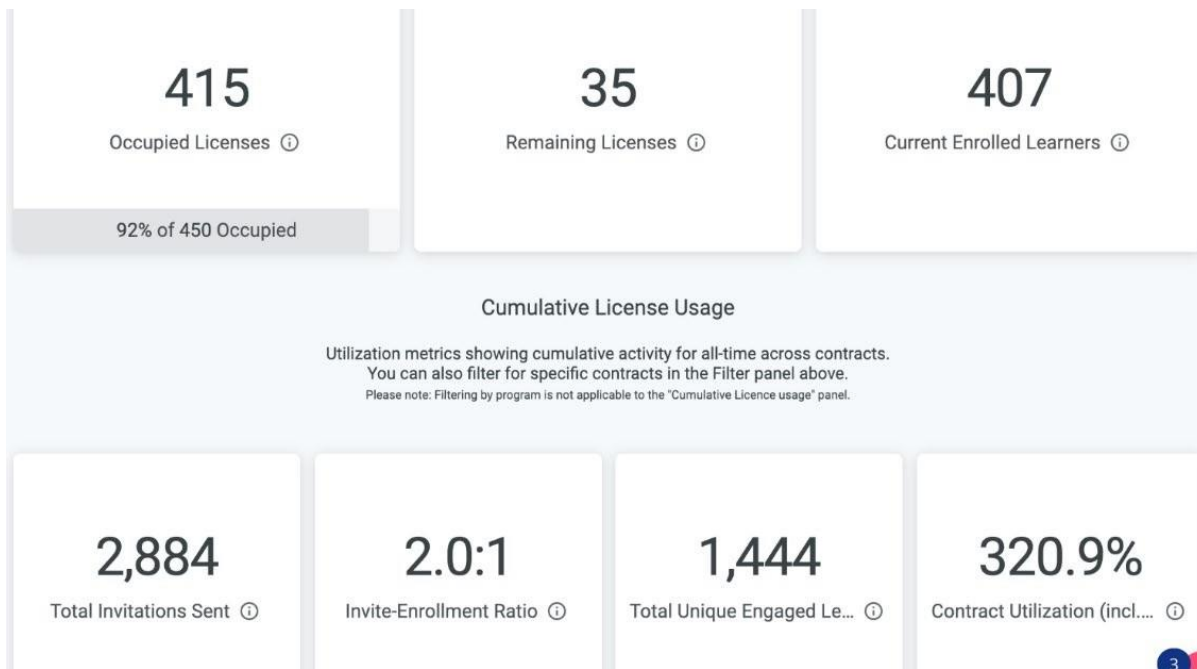 415
Occupied Licenses
92% of 450 Occupied
35
Remaining Licenses
407
Current Enrolled Learners
Cumulative License Usage
Utilization metrics showing cumulative activity for all-time across contracts.
You can also filter for specific contracts in the Filter panel above.
Please note: Filtering by program is not applicable to the "Cumulative Licence usage" panel.
2,884
Total Invitations Sent
2.0:1
Invite-Enrollment Ratio
1,444
Total Unique Engaged Le...
320.9%
Contract Utilization (incl....
3